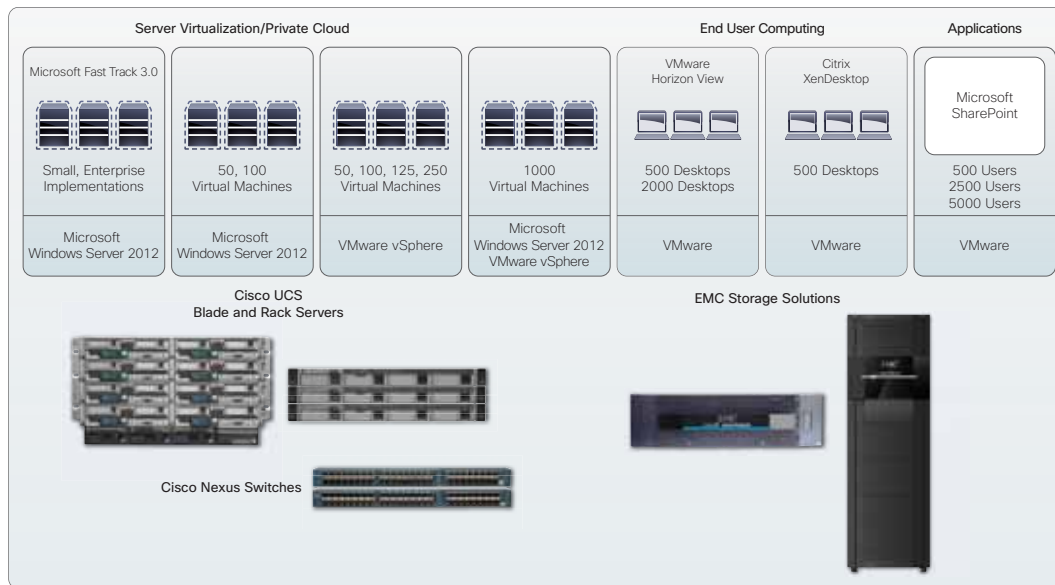 Server Virtualization/Private Cloud
End User Computing
Applications
Microsoft Fast Track 3.0
Small, Enterprise
Implementations
Microsoft
Windows Server 2012
50, 100
Virtual Machines
Microsoft
Windows Server 2012
50, 100, 125, 250
Virtual Machines
VMware vSphere
1000
Virtual Machines
Microsoft
Windows Server 2012
VMware vSphere
VMware
Horizon View
500 Desktops
2000 Desktops
VMware
Citrix
XenDesktop
500 Desktops
VMware
Microsoft
SharePoint
500 Users
2500 Users
5000 Users
VMware
Cisco UCS
Blade and Rack Servers
EMC Storage Solutions
Cisco Nexus Switches